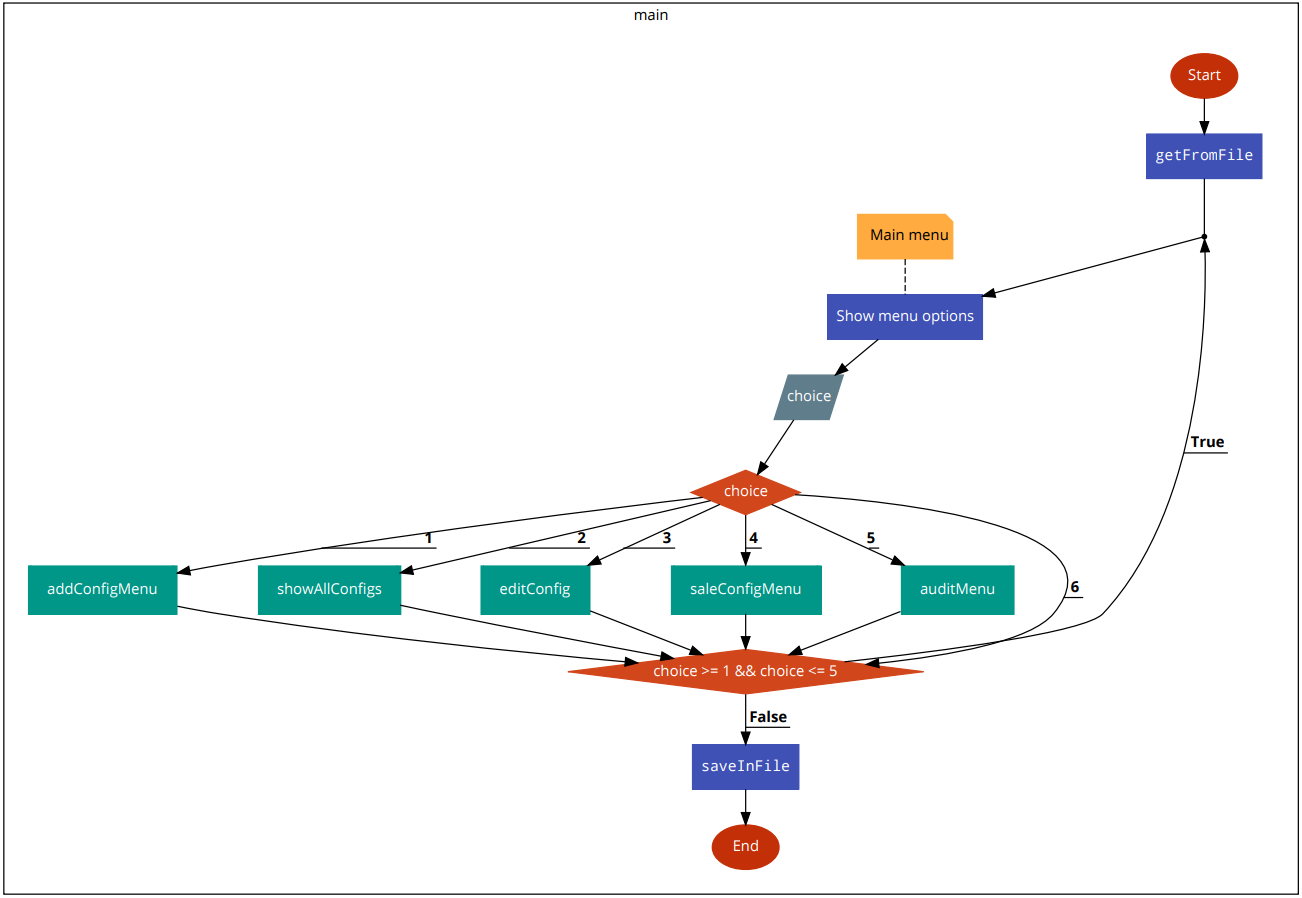 main
Start
getFromFile
Main menu
Show menu options
choice
True
choice
1
2
3
4
5
6
addConfigMenu
showAllConfigs
editConfig
saleConfigMenu
auditMenu
choice >= 1 && choice <= 5
False
saveInFile
End